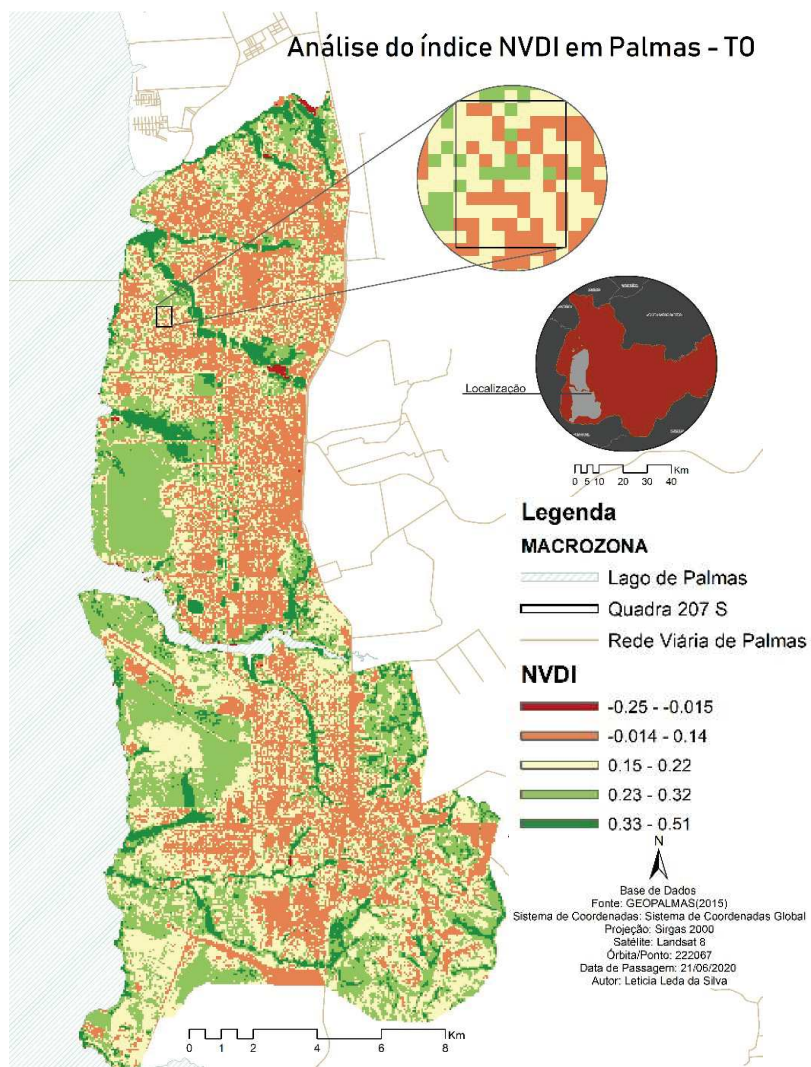 Análise do índice NVDI em Palmas - TO
Localização
0 5 10 20 30 40
Km
Legenda
MACROZONA
Lago de Palmas
Quadra 207 S
Rede Viária de Palmas
NVDI
-0.25 - -0.015
-0.014 - 0.14
0.15 - 0.22
0.23 - 0.32
0.33 - 0.51
N
Base de Dados
Fonte: GEOPALMAS(2015)
Sistema de Coordenadas: Sistema de Coordenadas Global
Projeção: Sirgas 2000
Satélite: Landsat 8
Órbita/Ponto: 222067
Data de Passagem: 21/06/2020
Autor: Leticia Leda da Silva
Km
0 1 2 4 6 8